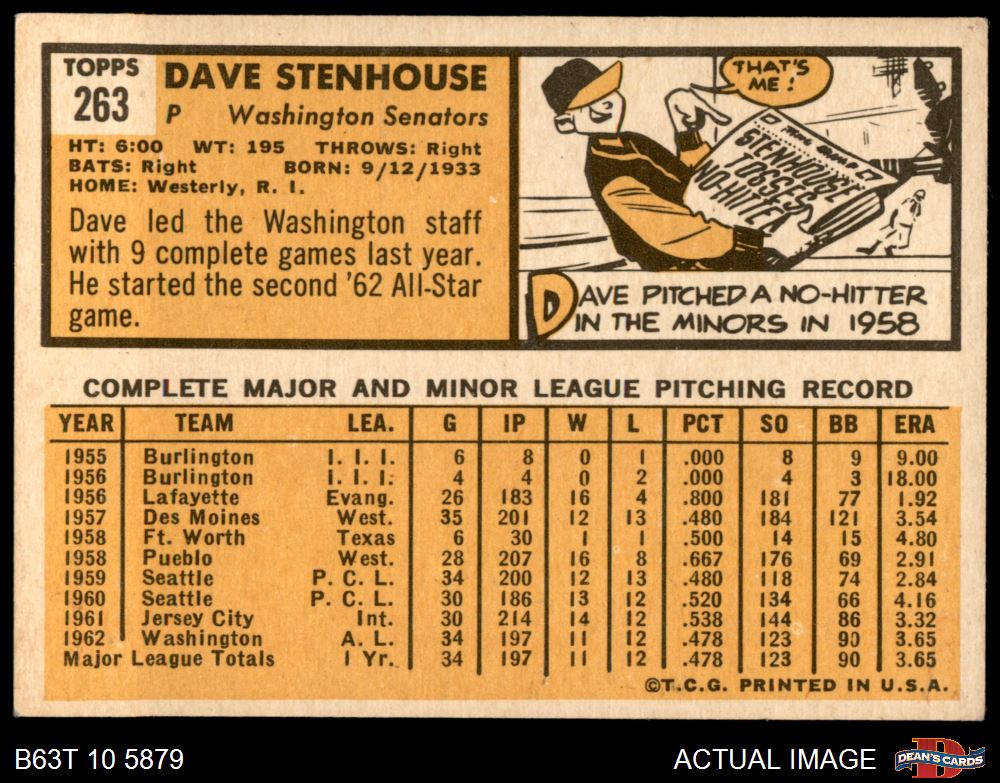 TOPPS
263
DAVE STENHOUSE
P Washington Senators
HT: 6:00 WT: 195 THROWS: Right
BATS: Right BORN: 9/12/1933
HOME: Westerly, R. I.
Dave led the Washington staff
with 9 complete games last year.
He started the second '62 All-Star
game.
THAT'S
ME!
STENHOUSE
TOSSES
NO-HITTER
DAVE PITCHED A NO-HITTER
IN THE MINORS IN 1958
COMPLETE MAJOR AND MINOR LEAGUE PITCHING RECORD
YEAR TEAM LEA. G IP W L PCT SO BB ERA
1955 Burlington I. I. I. 6 8 0 1 .000 8 9 9.00
1956 Burlington I. I. I. 4 4 0 2 .000 4 3 18.00
1956 Lafayette Evang. 26 183 16 4 .800 181 77 1.92
1957 Des Moines West. 35 201 12 13 .480 184 121 3.54
1958 Ft. Worth Texas 6 30 1 1 .500 14 15 4.80
1958 Pueblo West. 28 207 16 8 .667 176 69 2.91
1959 Seattle P. C. L. 34 200 12 13 .480 118 74 2.84
1960 Seattle P. C. L. 30 186 13 12 .520 134 66 4.16
1961 Jersey City Int. 30 214 14 12 .538 144 86 3.32
1962 Washington A. L. 34 197 11 12 .478 123 90 3.65
Major League Totals 1 Yr. 34 197 11 12 .478 123 90 3.65
©T.C.G. PRINTED IN U.S.A.
B63T 10 5879
ACTUAL IMAGE
DEAN'S CARDS